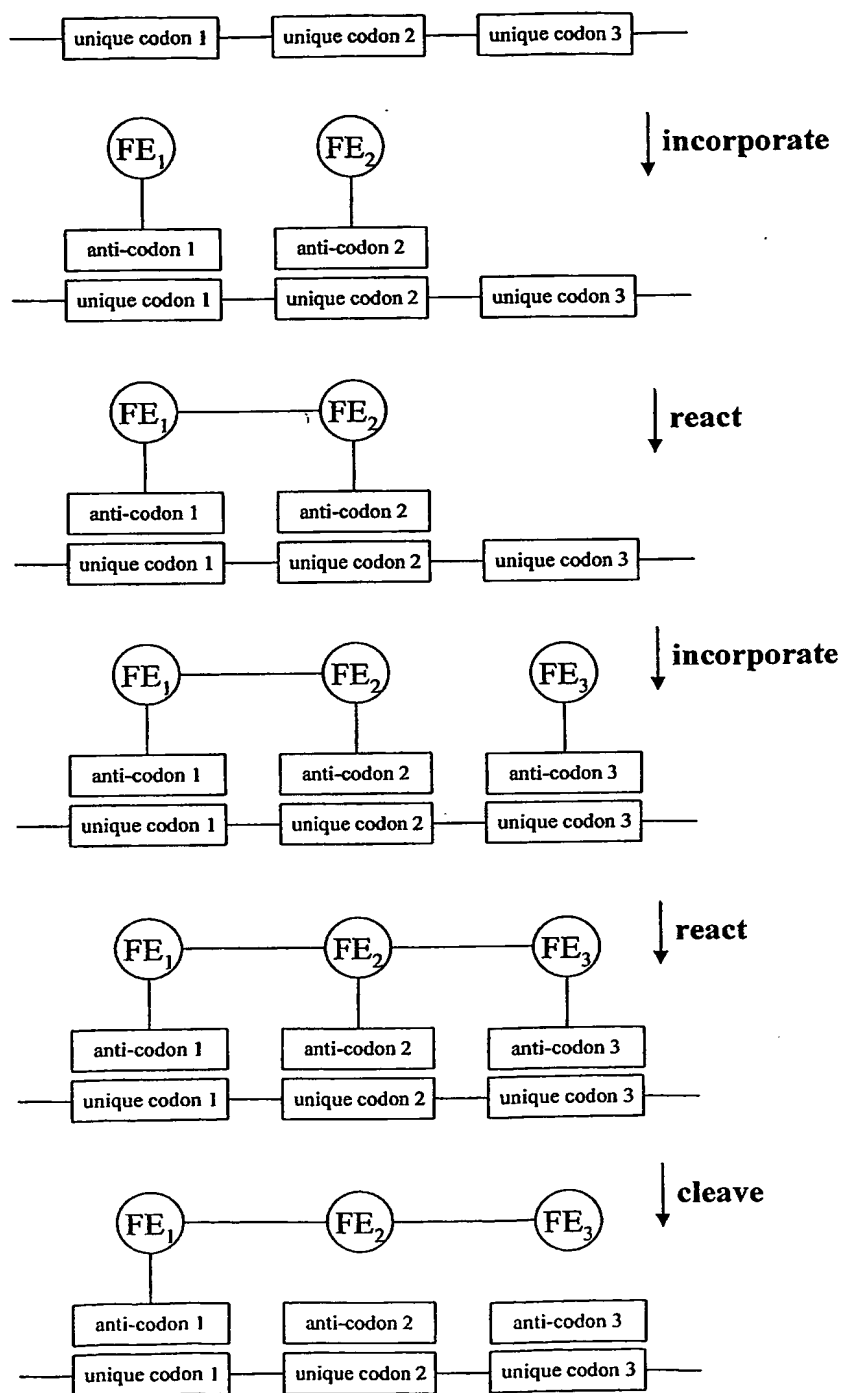 unique codon 1 unique codon 2 unique codon 3
incorporate
FE1 FE2
anti-codon 1 anti-codon 2
unique codon 1 unique codon 2 unique codon 3
react
FE1 FE2
anti-codon 1 anti-codon 2
unique codon 1 unique codon 2 unique codon 3
incorporate
FE1 FE2 FE3
anti-codon 1 anti-codon 2 anti-codon 3
unique codon 1 unique codon 2 unique codon 3
react
FE1 FE2 FE3
anti-codon 1 anti-codon 2 anti-codon 3
unique codon 1 unique codon 2 unique codon 3
cleave
FE1 FE2 FE3
anti-codon 1 anti-codon 2 anti-codon 3
unique codon 1 unique codon 2 unique codon 3